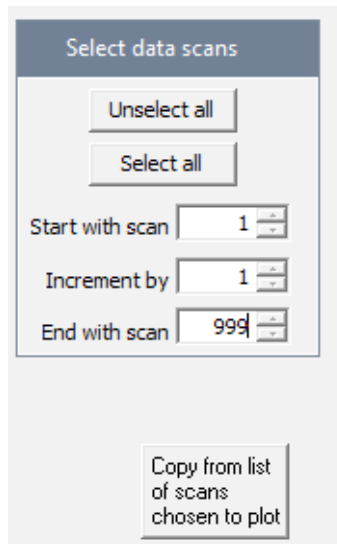 Select data scans
Unselect all
Select all
Start with scan 1
Increment by 1
End with scan 999
Copy from list
of scans
chosen to plot